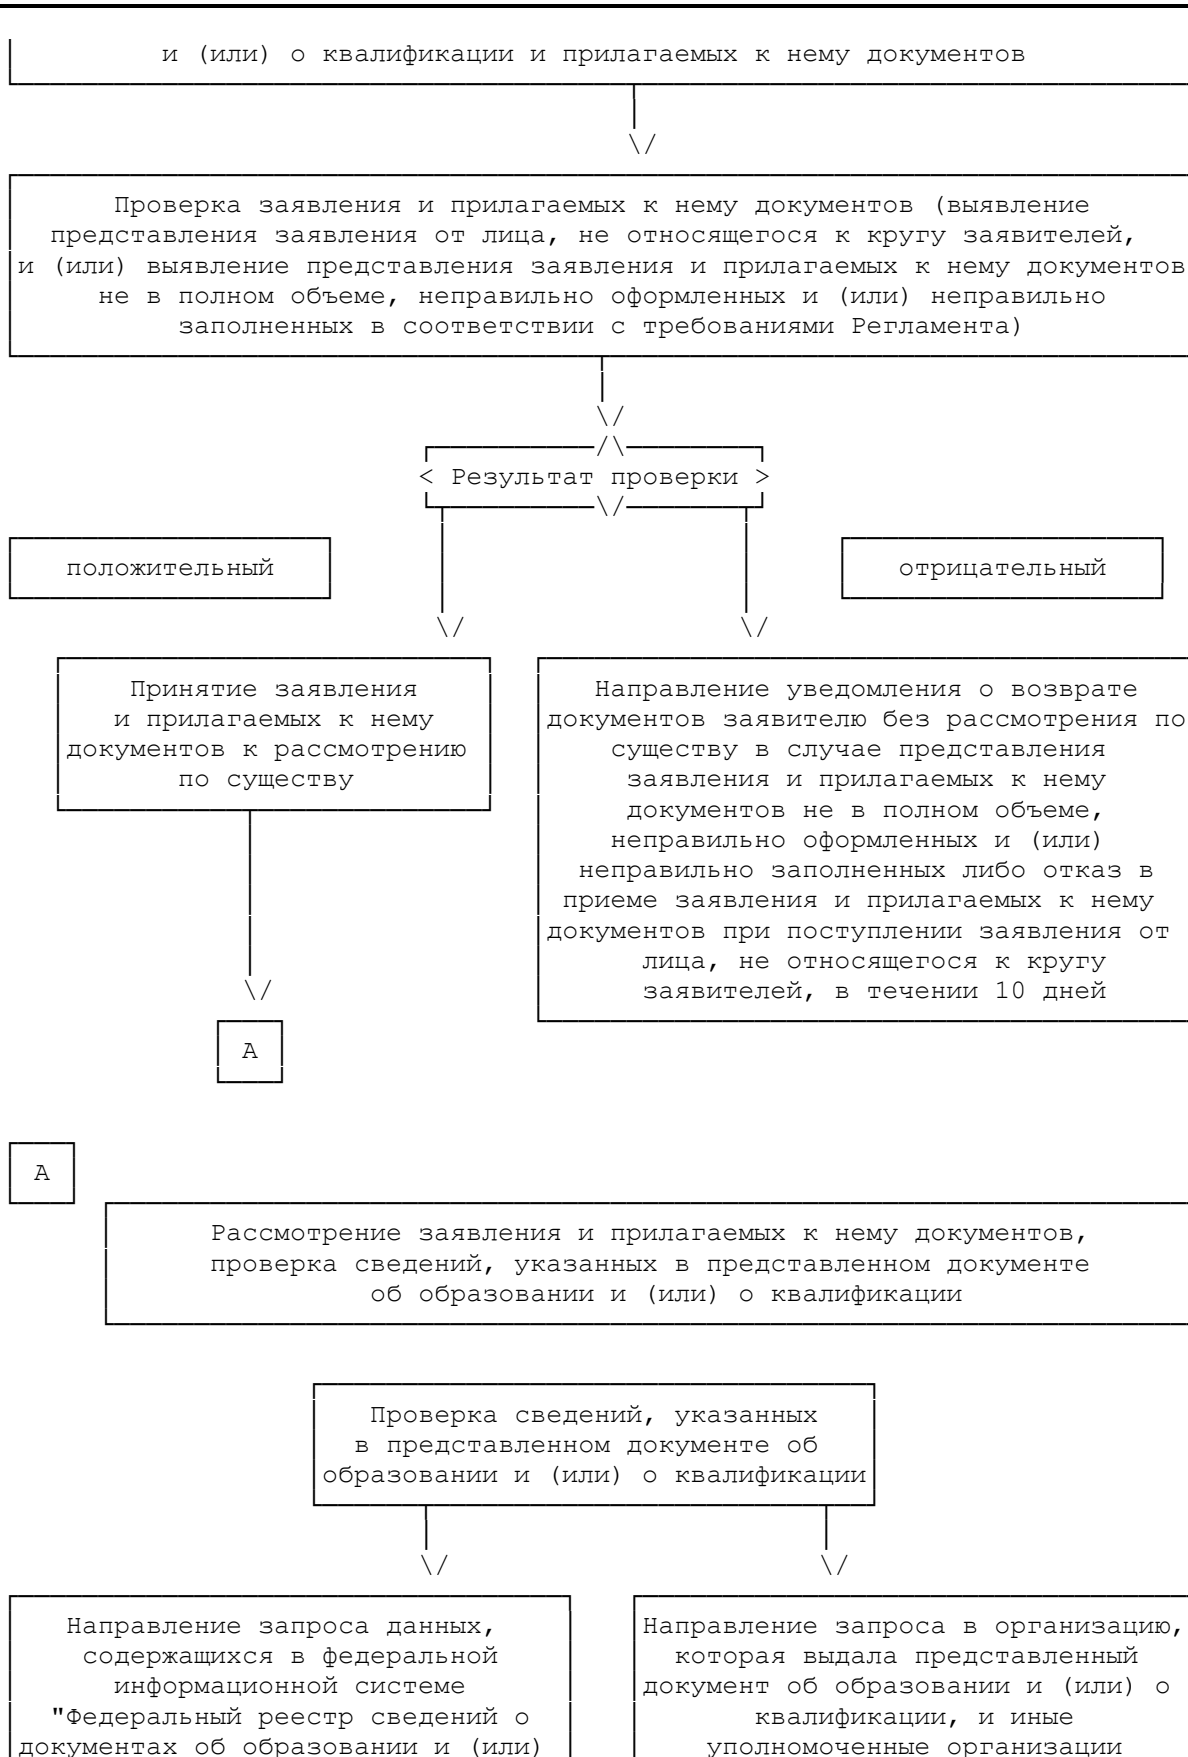 и (или) о квалификации и прилагаемых к нему документов
Проверка заявления и прилагаемых к нему документов (выявление
представления заявления от лица, не относящегося к кругу заявителей,
и (или) выявление представления заявления и прилагаемых к нему документов
не в полном объеме, неправильно оформленных и (или) неправильно
заполненных в соответствии с требованиями Регламента)
< Результат проверки >
положительный
отрицательный
Принятие заявления
и прилагаемых к нему
документов к рассмотрению
по существу
Направление уведомления о возврате
документов заявителю без рассмотрения по
существу в случае представления
заявления и прилагаемых к нему
документов не в полном объеме,
неправильно оформленных и (или)
неправильно заполненных либо отказ в
приеме заявления и прилагаемых к нему
документов при поступлении заявления от
лица, не относящегося к кругу
заявителей, в течении 10 дней
А
А
Рассмотрение заявления и прилагаемых к нему документов,
проверка сведений, указанных в представленном документе
об образовании и (или) о квалификации
Проверка сведений, указанных
в представленном документе об
образовании и (или) о квалификации
Направление запроса данных,
содержащихся в федеральной
информационной системе
"Федеральный реестр сведений о
документах об образовании и (или)
Направление запроса в организацию,
которая выдала представленный
документ об образовании и (или) о
квалификации, и иные
уполномоченные организации